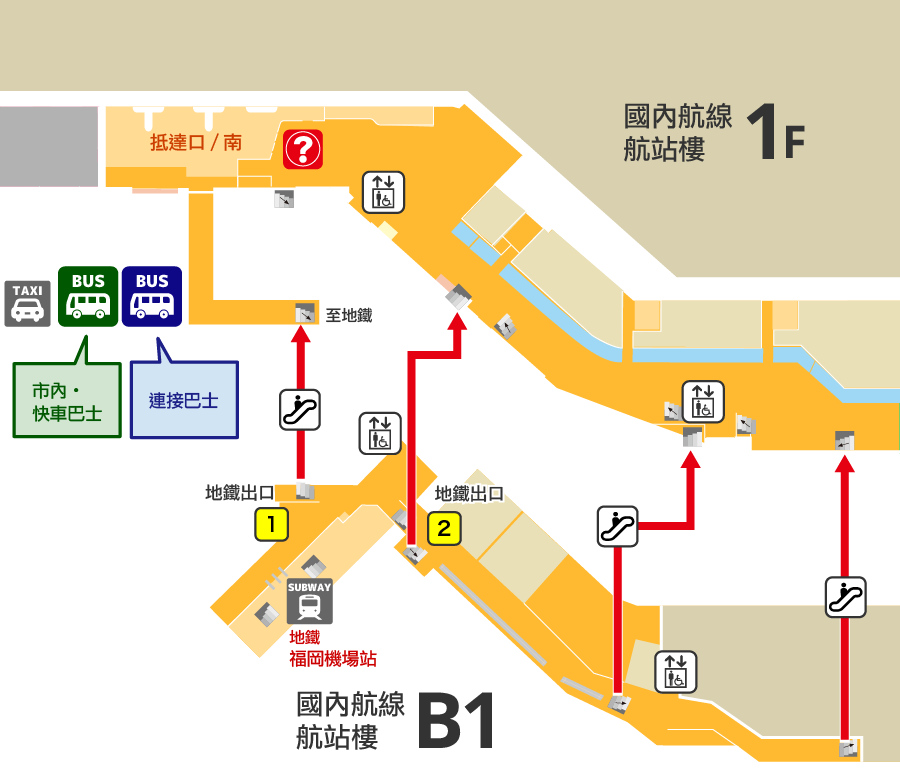 國內航線
航站樓
1F
抵達口 / 南
?
TAXI
BUS
BUS
至地鐵
市內・
快車巴士
連接巴士
地鐵出口
1
地鐵出口
2
SUBWAY
地鐵
福岡機場站
國內航線
航站樓
B1